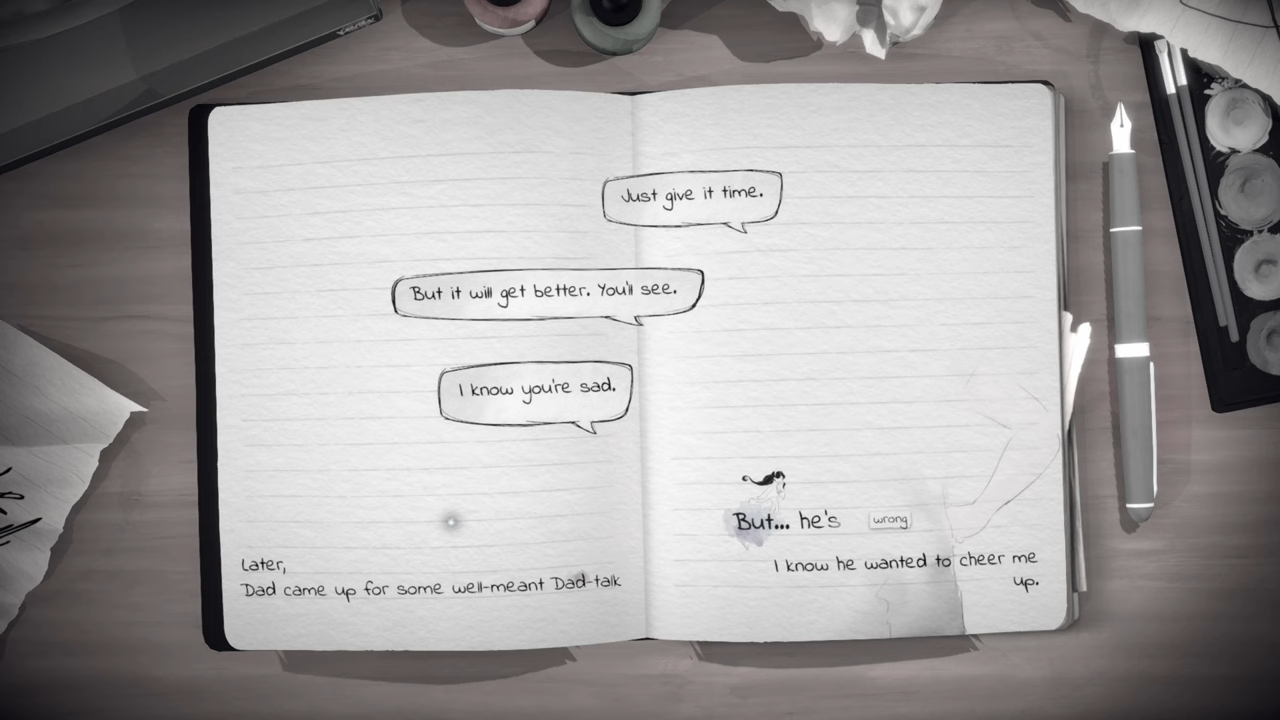 Just give it time.
But it will get better. You'll see.
I know you're sad.
But... he's wrong
Later,
Dad came up for some well-meant Dad-talk
I know he wanted to cheer me
up.